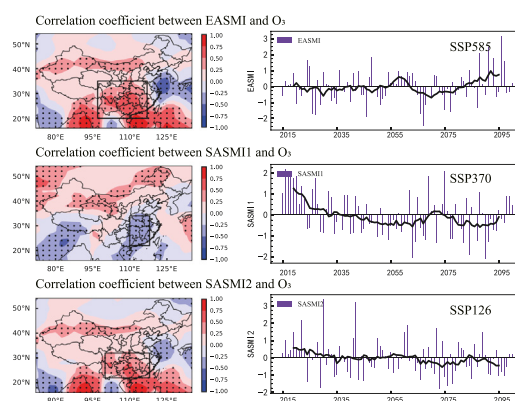 Correlation coefficient between EASMI and O₃
54°N
40°N
30°N
20°N
80°E 95°E 110°E 125°E
1.00
0.75
0.50
0.25
0.00
−0.25
−0.50
−0.75
−1.00
EASMI
SSP585
EASMI
3
2
1
0
−1
−2
2015 2035 2055 2075 2095
Correlation coefficient between SASMI1 and O₃
50°N
40°N
30°N
20°N
80°E 95°E 110°E 125°E
1.00
0.75
0.50
0.25
0.00
−0.25
−0.50
−0.75
−1.00
SASMI1
SSP370
SASMI1
2
1
0
−1
−2
2015 2035 2055 2075 2095
Correlation coefficient between SASMI2 and O₃
50°N
40°N
30°N
20°N
80°E 95°E 110°E 125°E
1.00
0.75
0.50
0.25
0.00
−0.25
−0.50
−0.75
−1.00
SASMI2
SSP126
SASMI2
3
2
1
0
−1
−2
2015 2035 2055 2075 2095